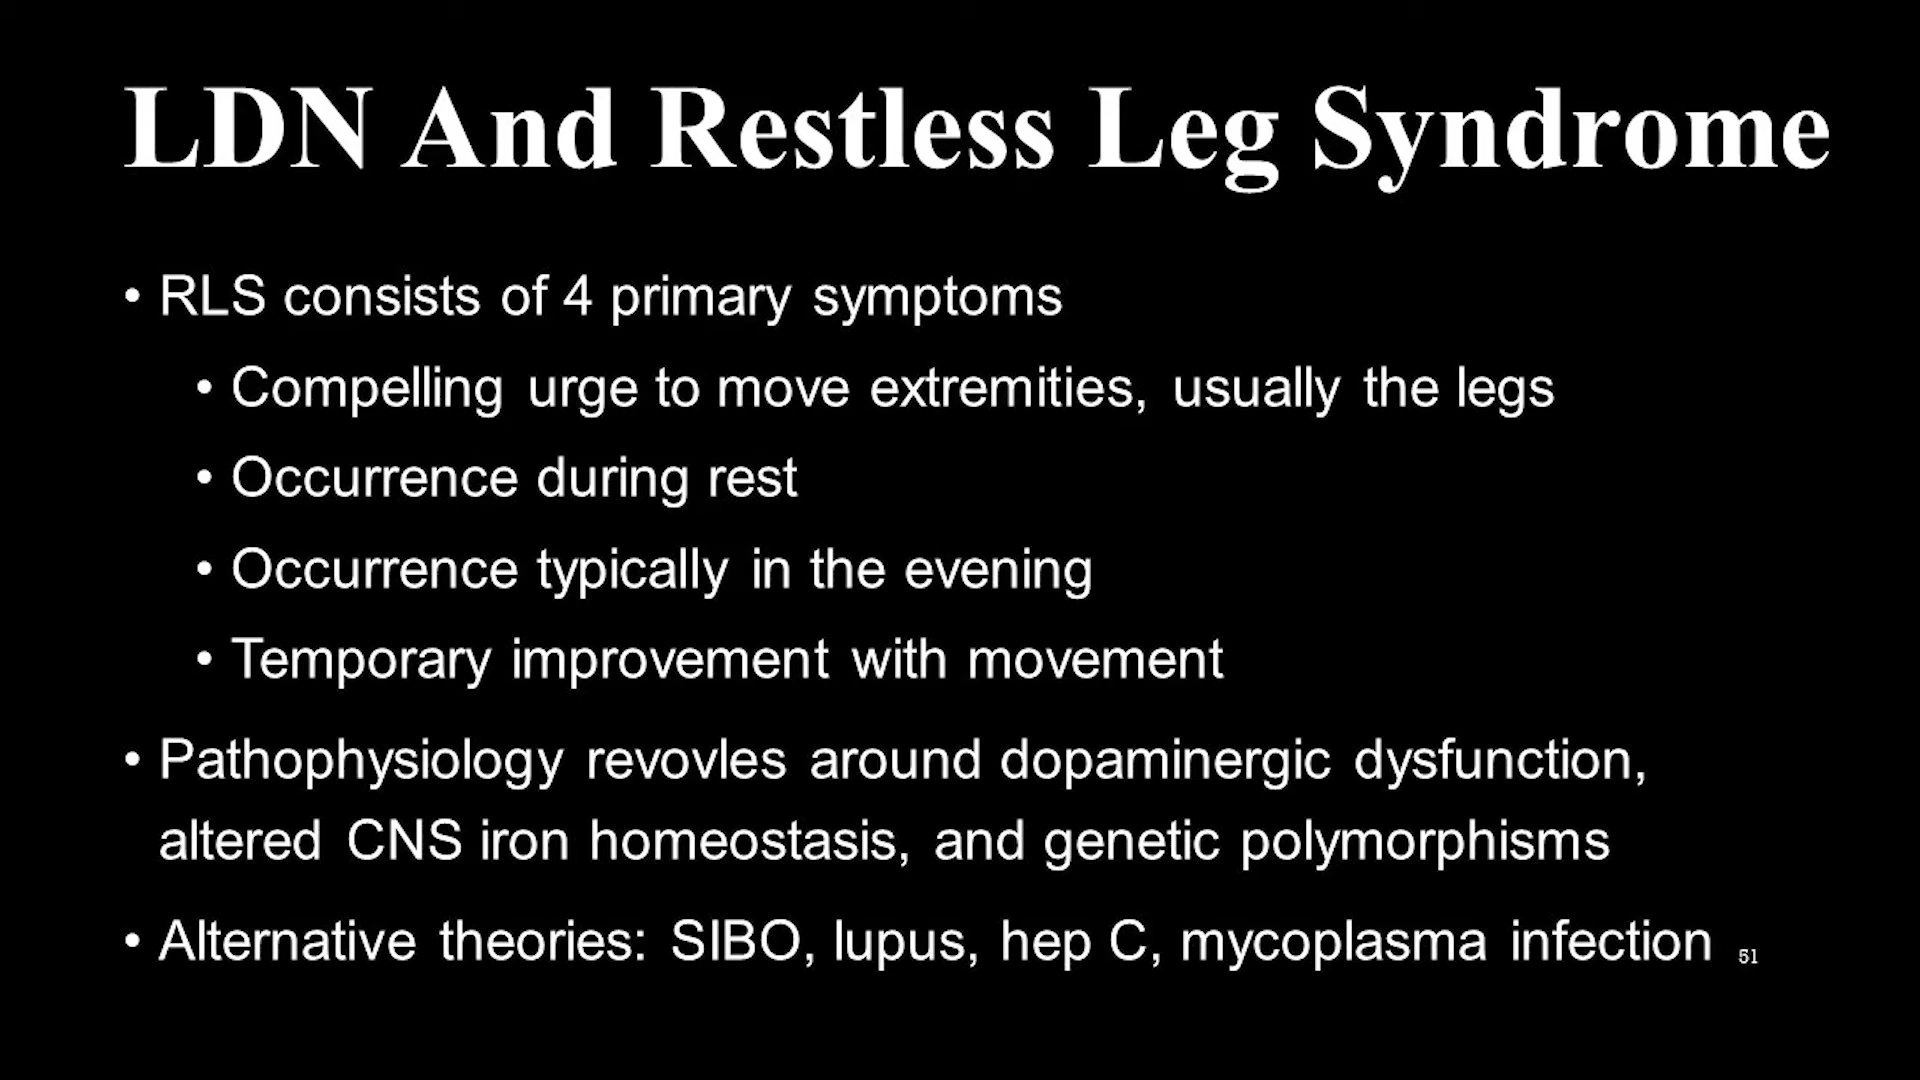 LDN And Restless Leg Syndrome
• RLS consists of 4 primary symptoms
• Compelling urge to move extremities, usually the legs
• Occurrence during rest
• Occurrence typically in the evening
• Temporary improvement with movement
• Pathophysiology revovles around dopaminergic dysfunction,
altered CNS iron homeostasis, and genetic polymorphisms
• Alternative theories: SIBO, lupus, hep C, mycoplasma infection 51